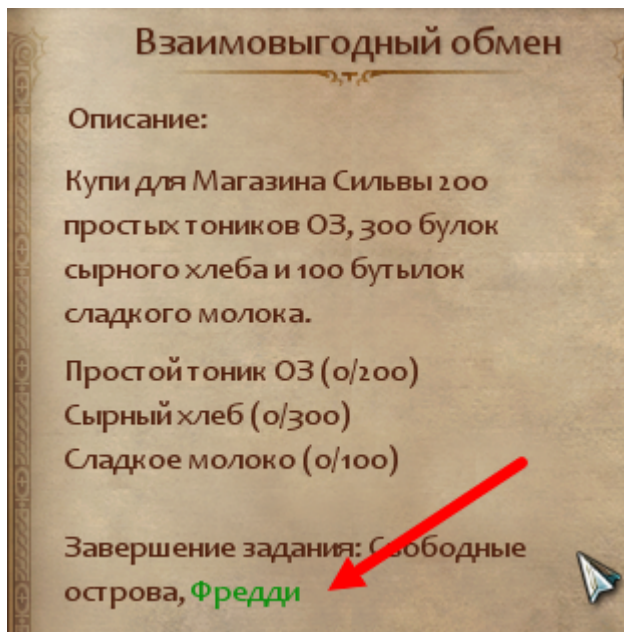 Взаимовыгодный обмен
Описание:
Купи для Магазина Сильвы 200
простых тоников ОЗ, 300 булок
сырного хлеба и 100 бутылок
сладкого молока.
Простой тоник ОЗ (0/200)
Сырный хлеб (0/300)
Сладкое молоко (0/100)
Завершение задания: Свободные
острова, Фредди